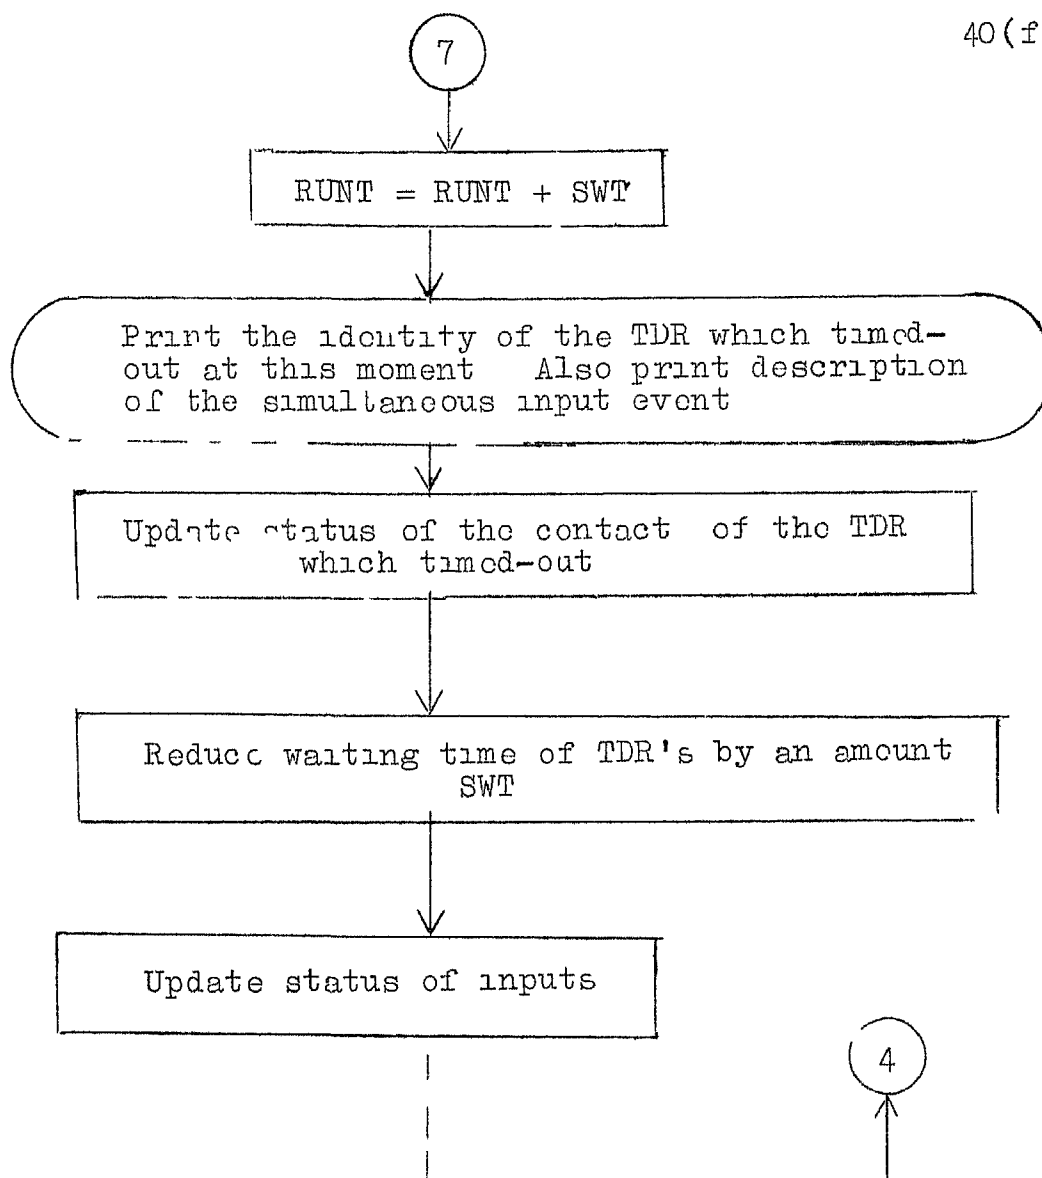 40(f
7
RUNT = RUNT + SWT
Print the identity of the TDR which timed-
out at this moment Also print description
of the simultaneous input event
Update status of the contact of the TDR
which timed-out
Reduce waiting time of TDR's by an amount
SWT
Update status of inputs
4